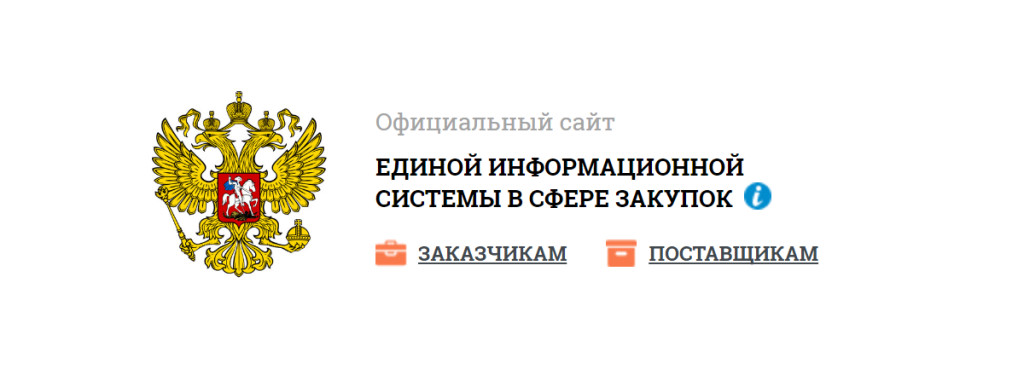 Официальный сайт
ЕДИНОЙ ИНФОРМАЦИОННОЙ
СИСТЕМЫ В СФЕРЕ ЗАКУПОК i
ЗАКАЗЧИКАМ ПОСТАВЩИКАМ